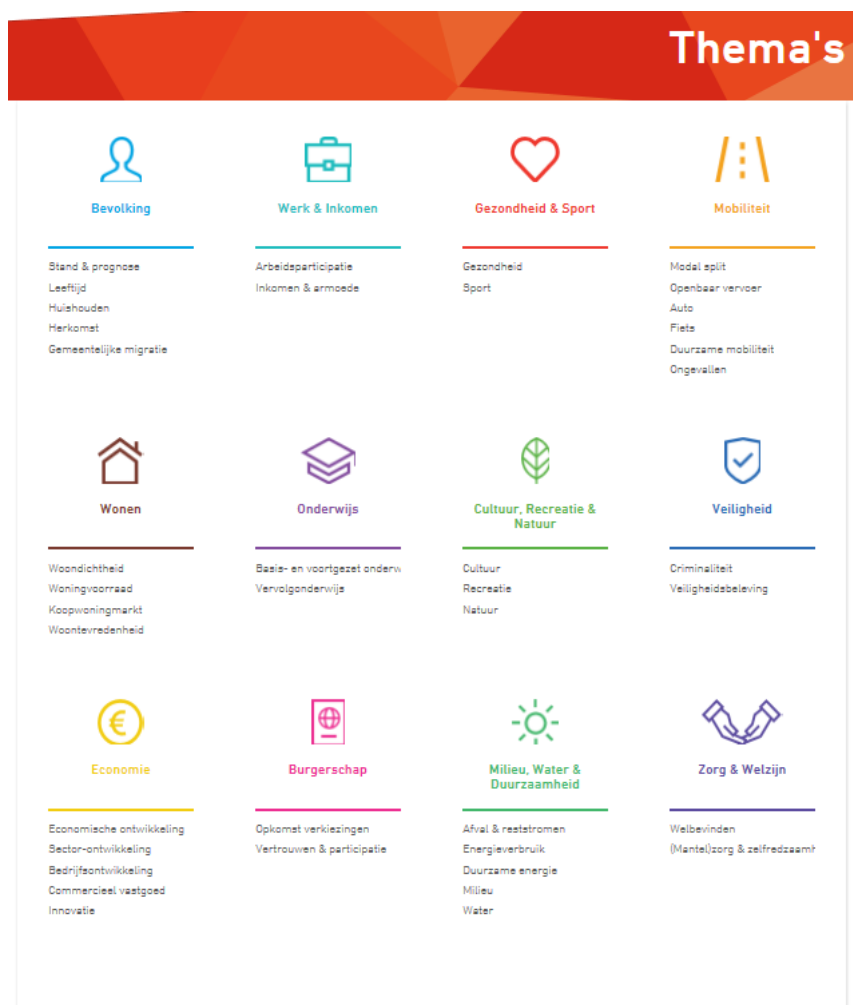 Thema's
Bevolking
Stand & prognose
Leeftijd
Huishouden
Herkomst
Gemeentelijke migratie
Werk & Inkomen
Arbeidsparticipatie
Inkomen & armoede
Gezondheid & Sport
Gezondheid
Sport
Mobiliteit
Modal split
Openbaar vervoer
Auto
Fiets
Duurzame mobiliteit
Ongevallen
Wonen
Woondichtheid
Woningvoorraad
Koopwoningmarkt
Woontevredenheid
Onderwijs
Basis- en voortgezet onderw
Vervolgonderwijs
Cultuur, Recreatie &
Natuur
Cultuur
Recreatie
Natuur
Veiligheid
Criminaliteit
Veiligheidsbeleving
Economie
Economische ontwikkeling
Sector-ontwikkeling
Bedrijfsontwikkeling
Commercieel vastgoed
Innovatie
Burgerschap
Opkomst verkiezingen
Vertrouwen & participatie
Milieu, Water &
Duurzaamheid
Afval & reststromen
Energieverbruik
Duurzame energie
Milieu
Water
Zorg & Welzijn
Welbevinden
(Mantel)zorg & zelfredzaamh